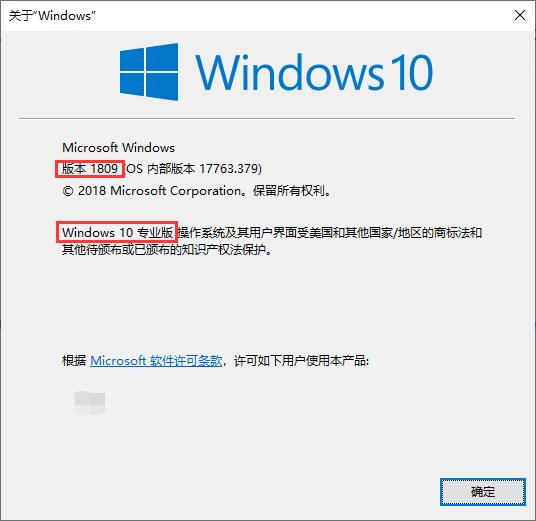 关于“Windows”
Windows 10
Microsoft Windows
版本 1809 (OS 内部版本 17763.379)
© 2018 Microsoft Corporation。保留所有权利。
Windows 10 专业版 操作系统及其用户界面受美国和其他国家/地区的商标法和
其他待颁布或已颁布的知识产权法保护。
根据 Microsoft 软件许可条款，许可如下用户使用本产品:
确定